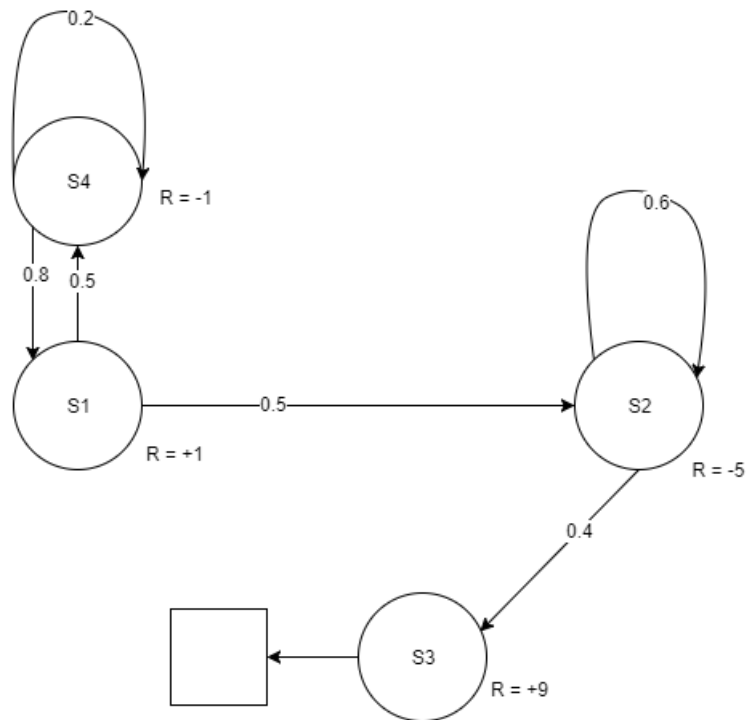 0.2
S4
R = -1
0.6
0.8
0.5
S1
0.5
S2
R = +1
R = -5
0.4
S3
R = +9